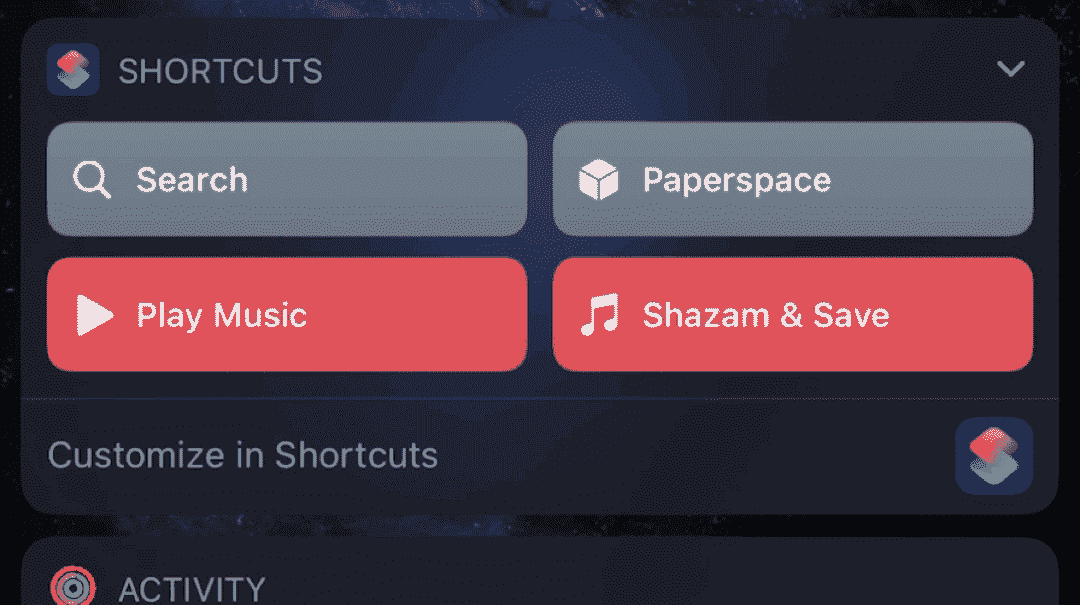 SHORTCUTS
Search
Paperspace
Play Music
Shazam & Save
Customize in Shortcuts
ACTIVITY